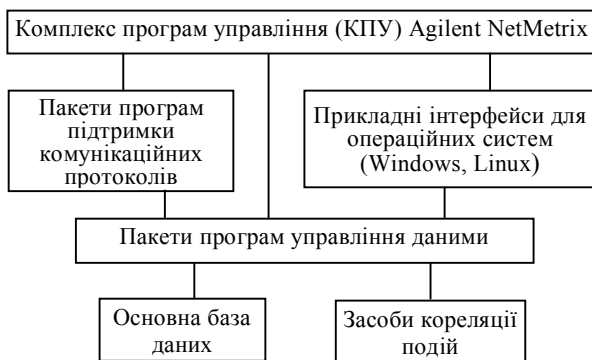 Комплекс програм управління (КПУ) Agilent NetMetrix
Пакети програм
підтримки
комунікаційних
протоколів
Прикладні інтерфейси для
операційних систем
(Windows, Linux)
Пакети програм управління даними
Основна база
даних
Засоби кореляції
подій